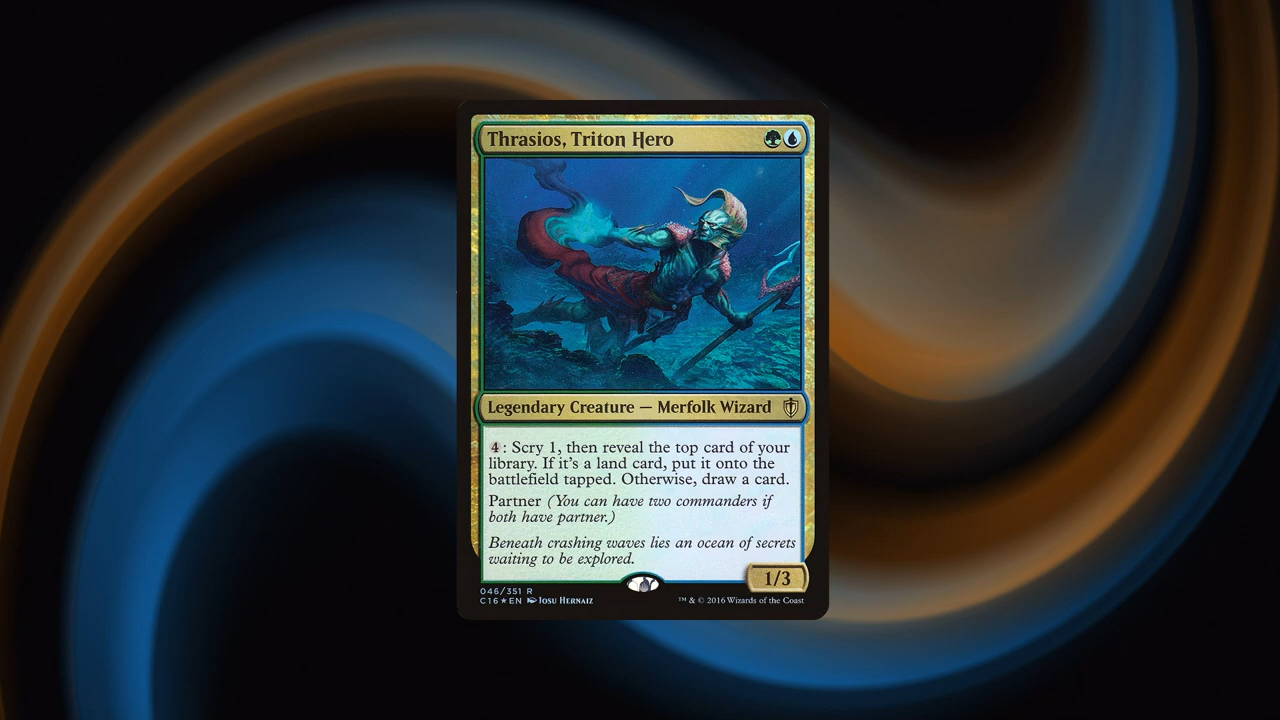 Thrasios, Triton Hero
Legendary Creature — Merfolk Wizard
4: Scry 1, then reveal the top card of your
library. If it's a land card, put it onto the
battlefield tapped. Otherwise, draw a card.
Partner (You can have two commanders if
both have partner.)
Beneath crashing waves lies an ocean of secrets
waiting to be explored.
1/3
046/351 R
C16★EN Iosu Hernaiz
™ & © 2016 Wizards of the Coast